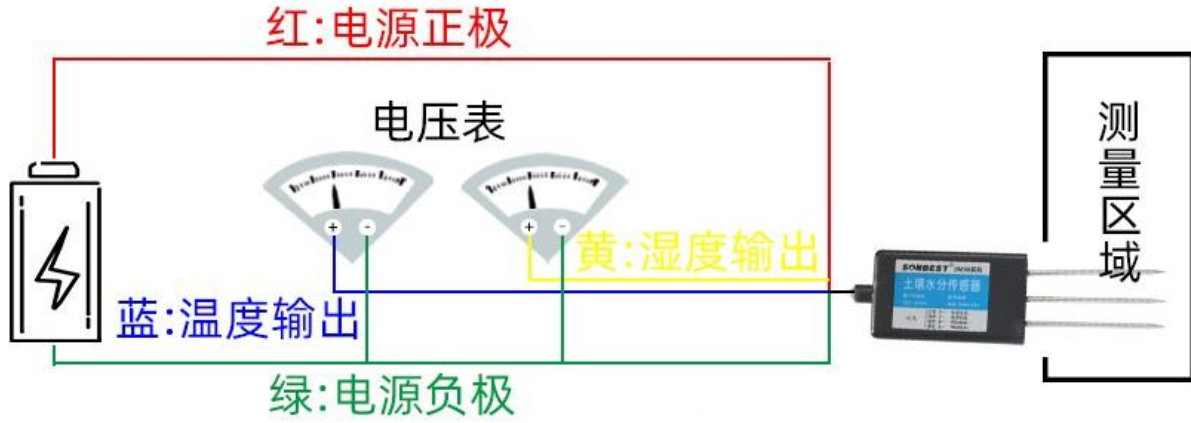 红:电源正极
电压表
+
-
+
-
黄:湿度输出
蓝:温度输出
绿:电源负极
SONBEST
土壤水分传感器
测量区域